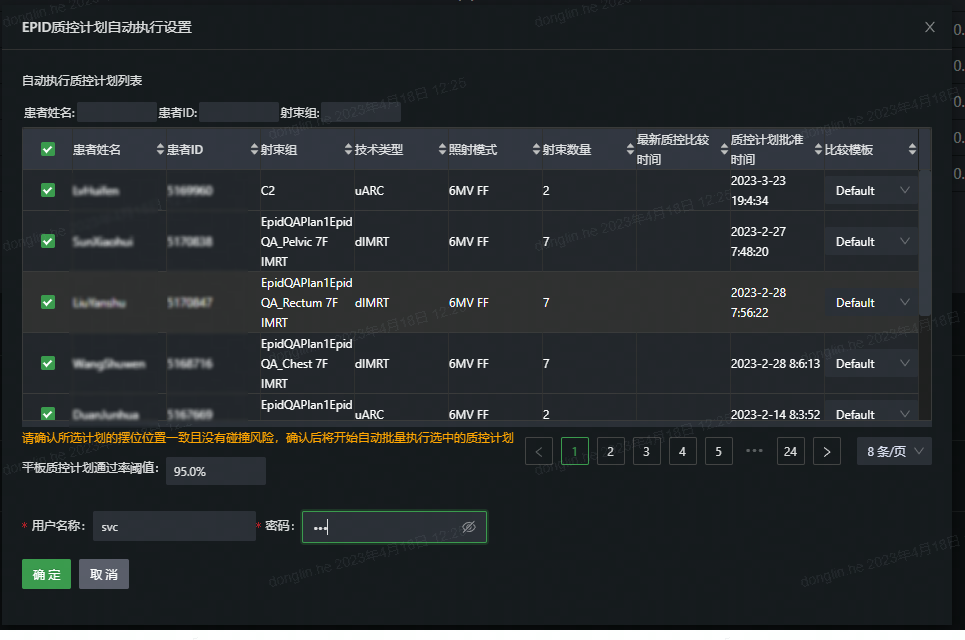 EPID质控计划自动执行设置
自动执行质控计划列表
患者姓名: 患者ID: 射束组:
患者姓名 患者ID 射束组 技术类型 照射模式 射束数量 最新质控比较时间 质控计划批准时间 比较模板
C2 uARC 6MV FF 2 2023-3-23 19:4:34 Default
EpidQAPlan1EpidQA_Pelvic 7F IMRT dIMRT 6MV FF 7 2023-2-27 7:48:20 Default
EpidQAPlan1EpidQA_Rectum 7F IMRT dIMRT 6MV FF 7 2023-2-28 7:56:22 Default
EpidQAPlan1EpidQA_Chest 7F IMRT dIMRT 6MV FF 7 2023-2-28 8:6:13 Default
EpidQAPlan1Epid uARC 6MV FF 2 2023-2-14 8:3:52 Default
请确认所选计划的摆位位置一致且没有碰撞风险，确认后将开始自动批量执行选中的质控计划
< 1 2 3 4 5 ••• 24 > 8 条/页
平板质控计划通过率阈值: 95.0%
* 用户名称: svc * 密码: •••
确 定 取 消
donglin he 2023年4月18日 12:25